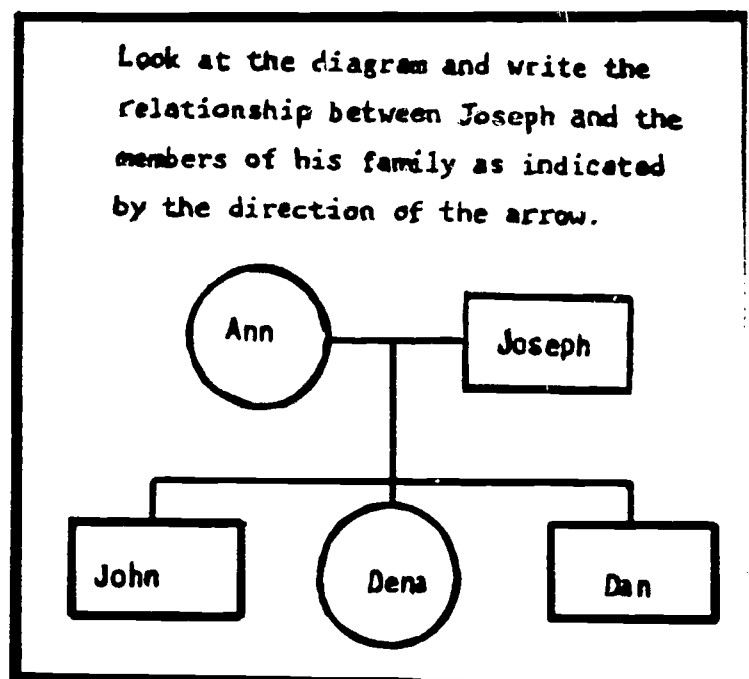 Look at the diagram and write the
relationship between Joseph and the
members of his family as indicated
by the direction of the arrow.
Ann
Joseph
John
Dena
Dan